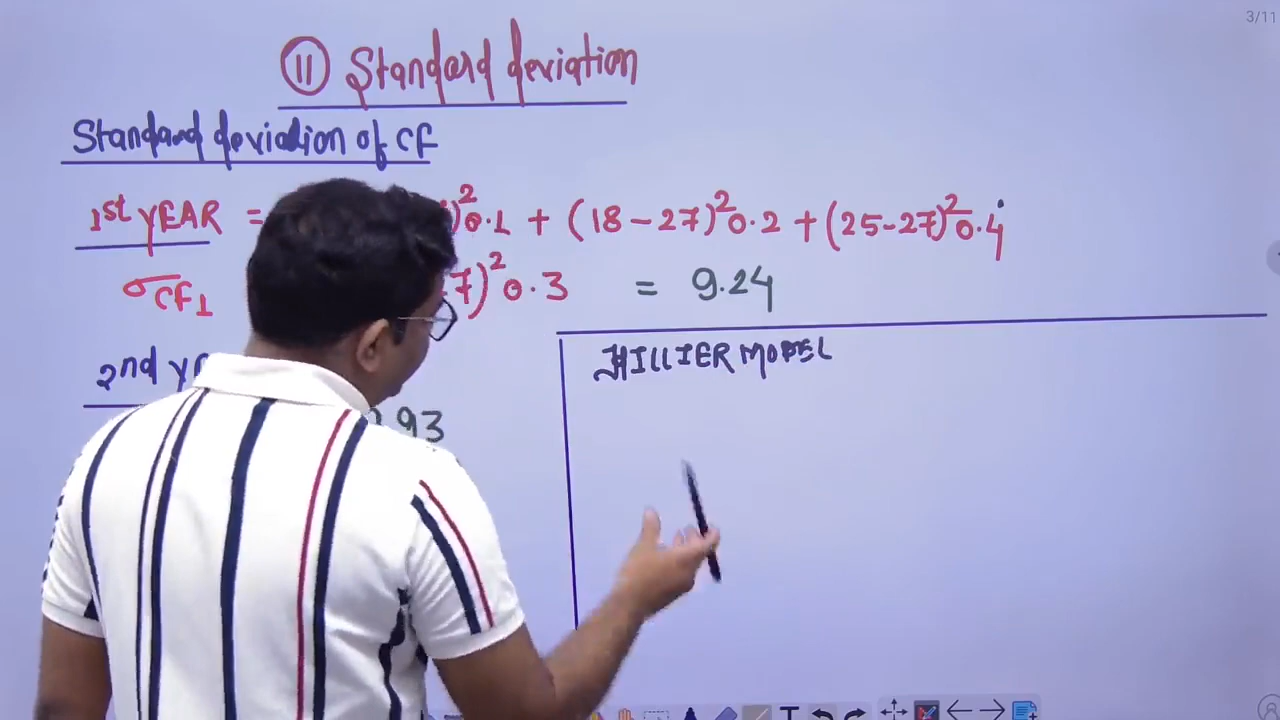 3/11
11 Standard deviation
Standard deviation of CF
1st YEAR = )²0.1 + (18-27)²0.2 + (25-27)²0.4
σCF1 7)²0.3 = 9.24
2nd
HILLIER MODEL
93